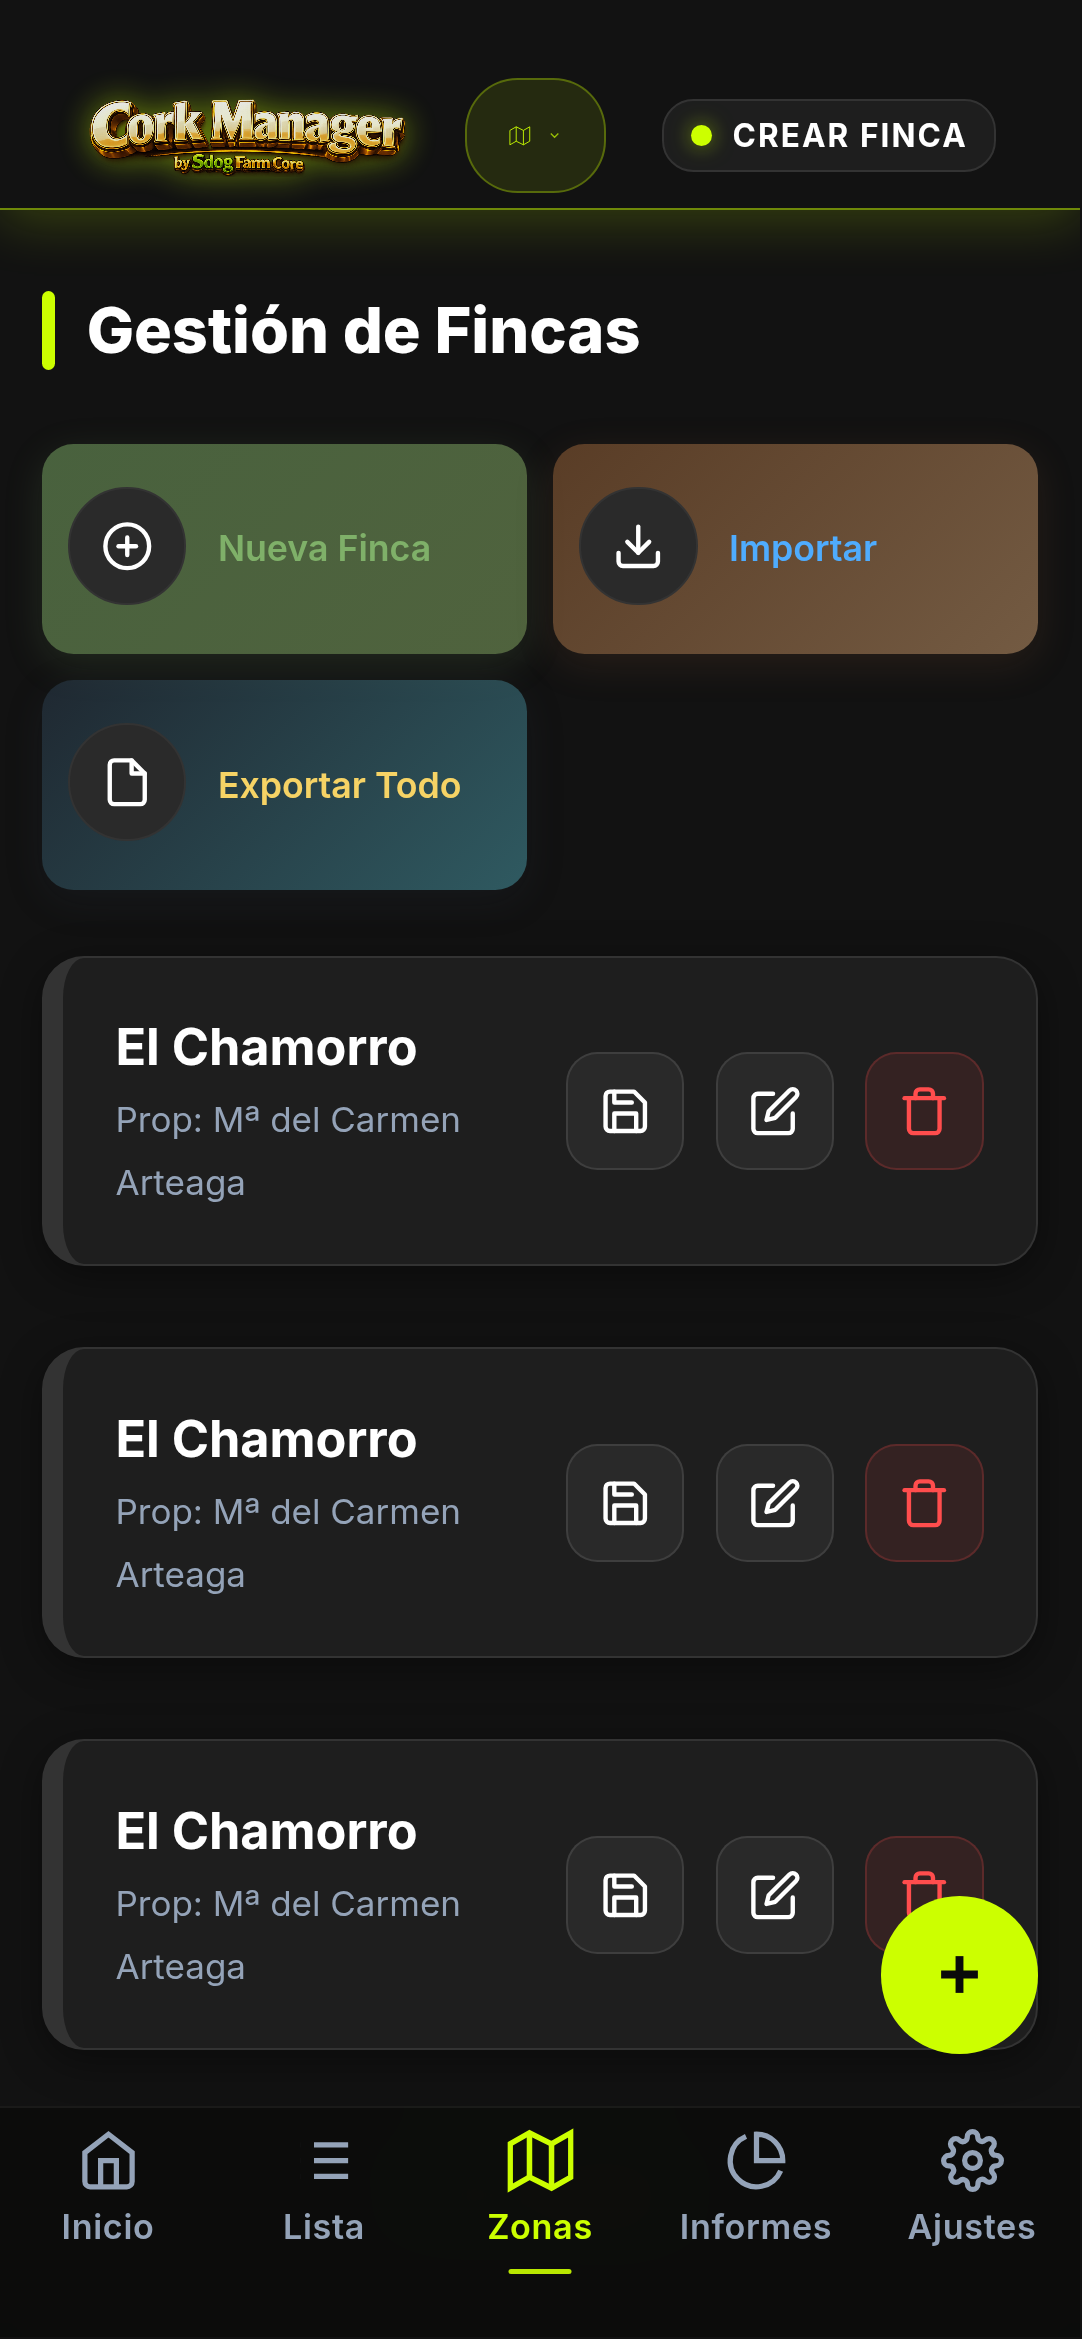 Cork Manager
by Sdog Farm Core
CREAR FINCA
Gestión de Fincas
Nueva Finca
Importar
Exportar Todo
El Chamorro
Prop: Mª del Carmen
Arteaga
El Chamorro
Prop: Mª del Carmen
Arteaga
El Chamorro
Prop: Mª del Carmen
Arteaga
Inicio
Lista
Zonas
Informes
Ajustes